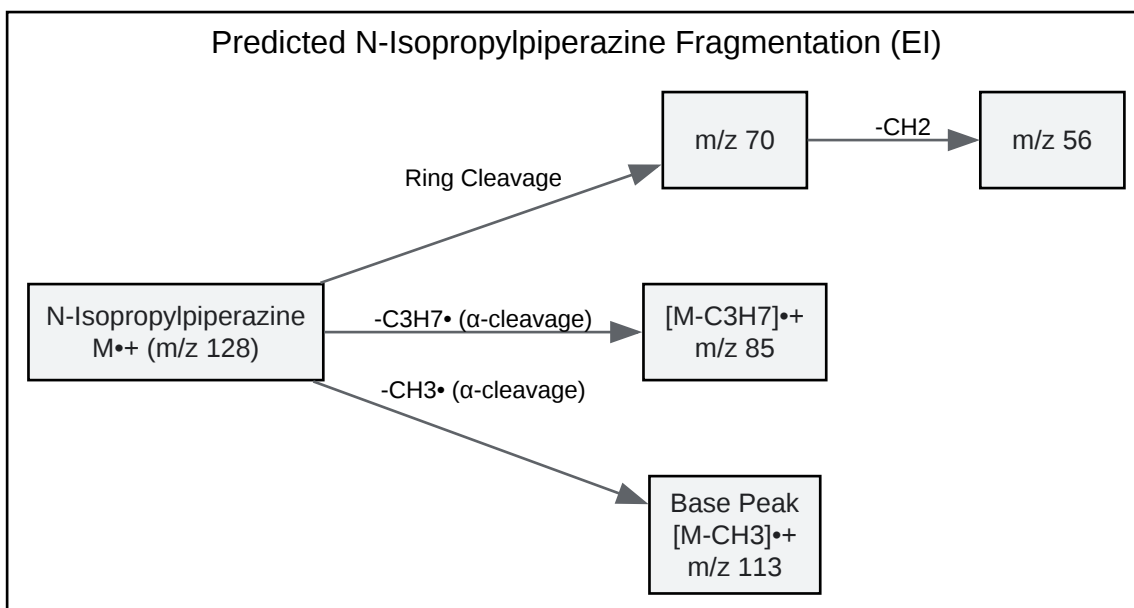 Predicted N-Isopropylpiperazine Fragmentation (EI)
m/z 70
-CH2
m/z 56
Ring Cleavage
N-Isopropylpiperazine
M•+ (m/z 128)
-C3H7• (α-cleavage)
[M-C3H7]•+
m/z 85
-CH3• (α-cleavage)
Base Peak
[M-CH3]•+
m/z 113